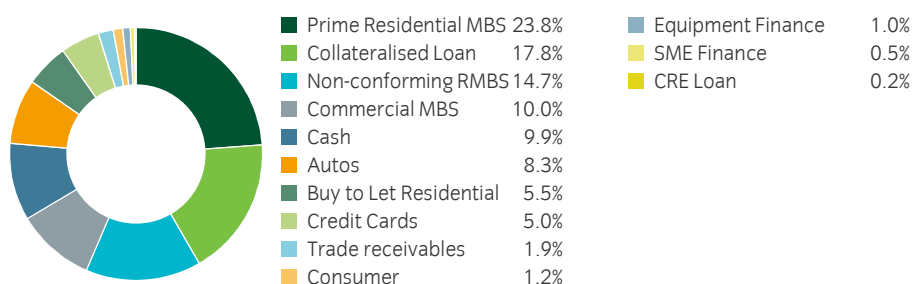 Prime Residential MBS 23.8%
Collateralised Loan 17.8%
Non-conforming RMBS 14.7%
Commercial MBS 10.0%
Cash 9.9%
Autos 8.3%
Buy to Let Residential 5.5%
Credit Cards 5.0%
Trade receivables 1.9%
Consumer 1.2%
Equipment Finance 1.0%
SME Finance 0.5%
CRE Loan 0.2%